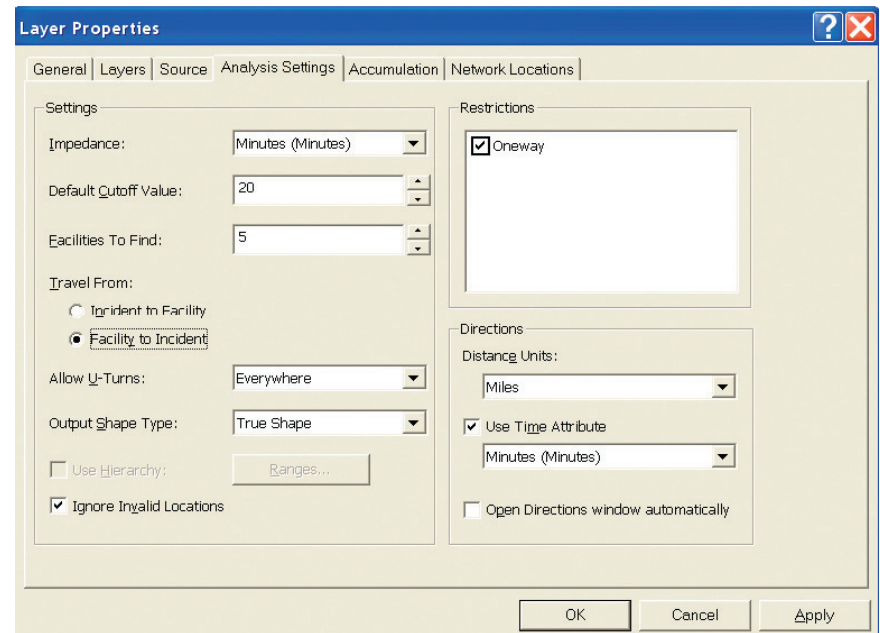 Layer Properties
General Layers Source Analysis Settings Accumulation Network Locations
Settings
Impedance: Minutes (Minutes)
Default Cutoff Value: 20
Facilities To Find: 5
Travel From:
Incident to Facility
Facility to Incident
Allow U-Turns: Everywhere
Output Shape Type: True Shape
Use Hierarchy: Ranges...
Ignore Invalid Locations
Restrictions
Oneway
Directions
Distance Units:
Miles
Use Time Attribute
Minutes (Minutes)
Open Directions window automatically
OK Cancel Apply